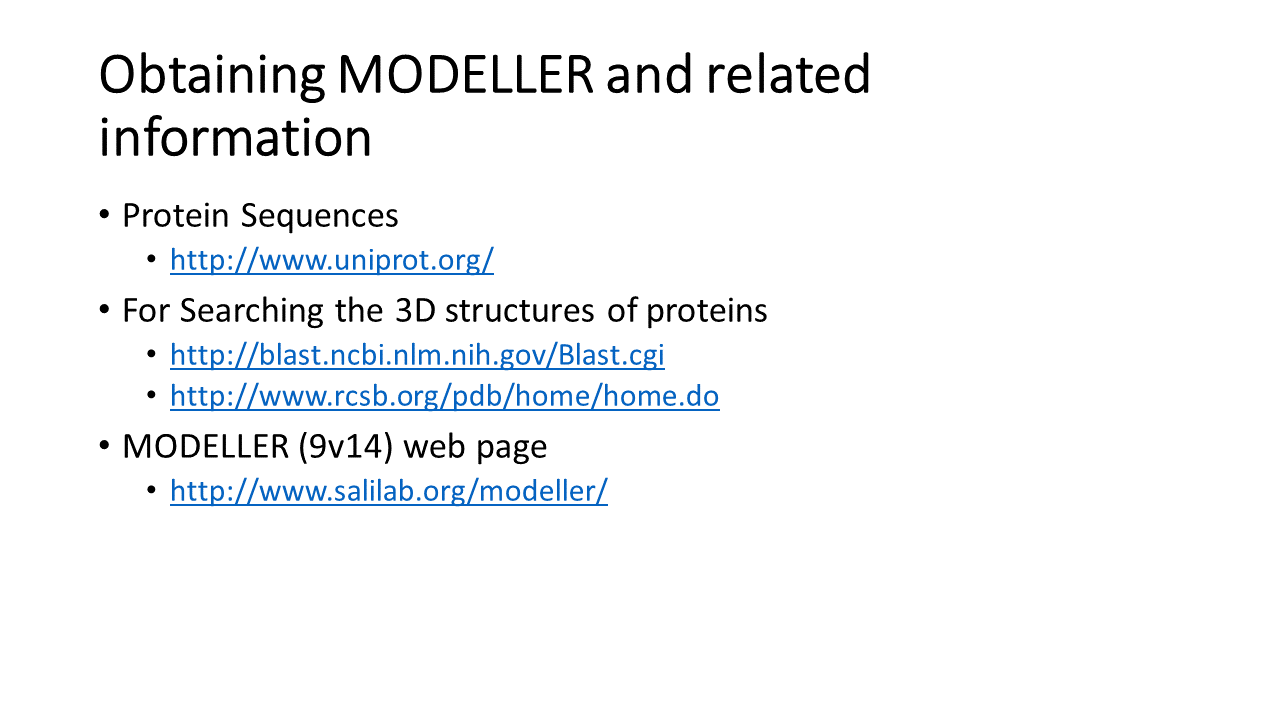 Obtaining MODELLER and related
information
• Protein Sequences
• http://www.uniprot.org/
• For Searching the 3D structures of proteins
• http://blast.ncbi.nlm.nih.gov/Blast.cgi
• http://www.rcsb.org/pdb/home/home.do
• MODELLER (9v14) web page
• http://www.salilab.org/modeller/